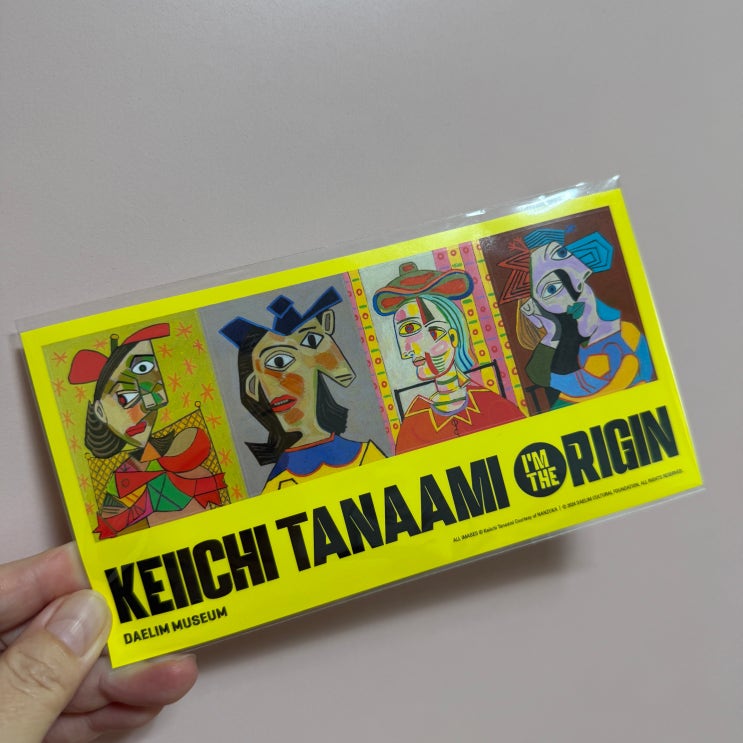 KEIICHI TANAAMI I'M THE ORIGIN
DAELIM MUSEUM
ALL IMAGES © Keiichi Tanaami Courtesy of NANZUKA | © 2024 DAELIM CULTURAL FOUNDATION, ALL RIGHTS RESERVED.